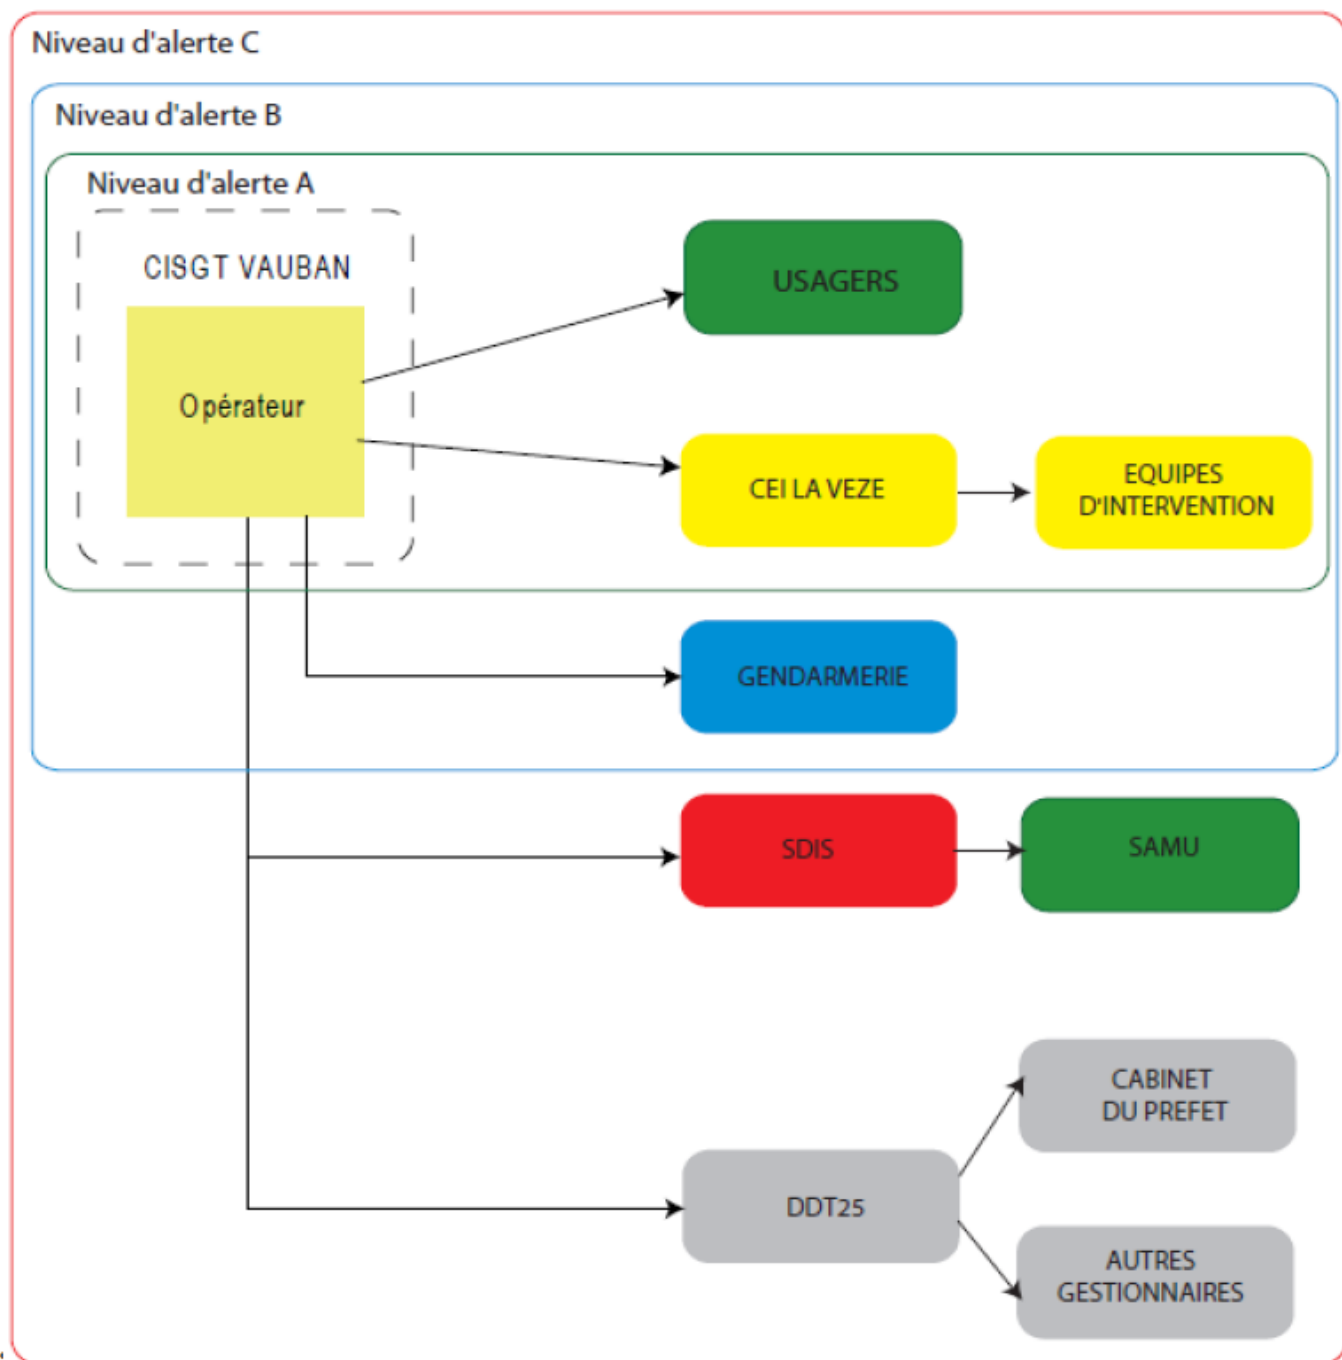 Niveau d'alerte C
Niveau d'alerte B
Niveau d'alerte A
CISGT VAUBAN
Opérateur
USAGERS
CEI LA VEZE
EQUIPES
D'INTERVENTION
GENDARMERIE
SDIS
SAMU
CABINET
DU PREFET
DDT25
AUTRES
GESTIONNAIRES